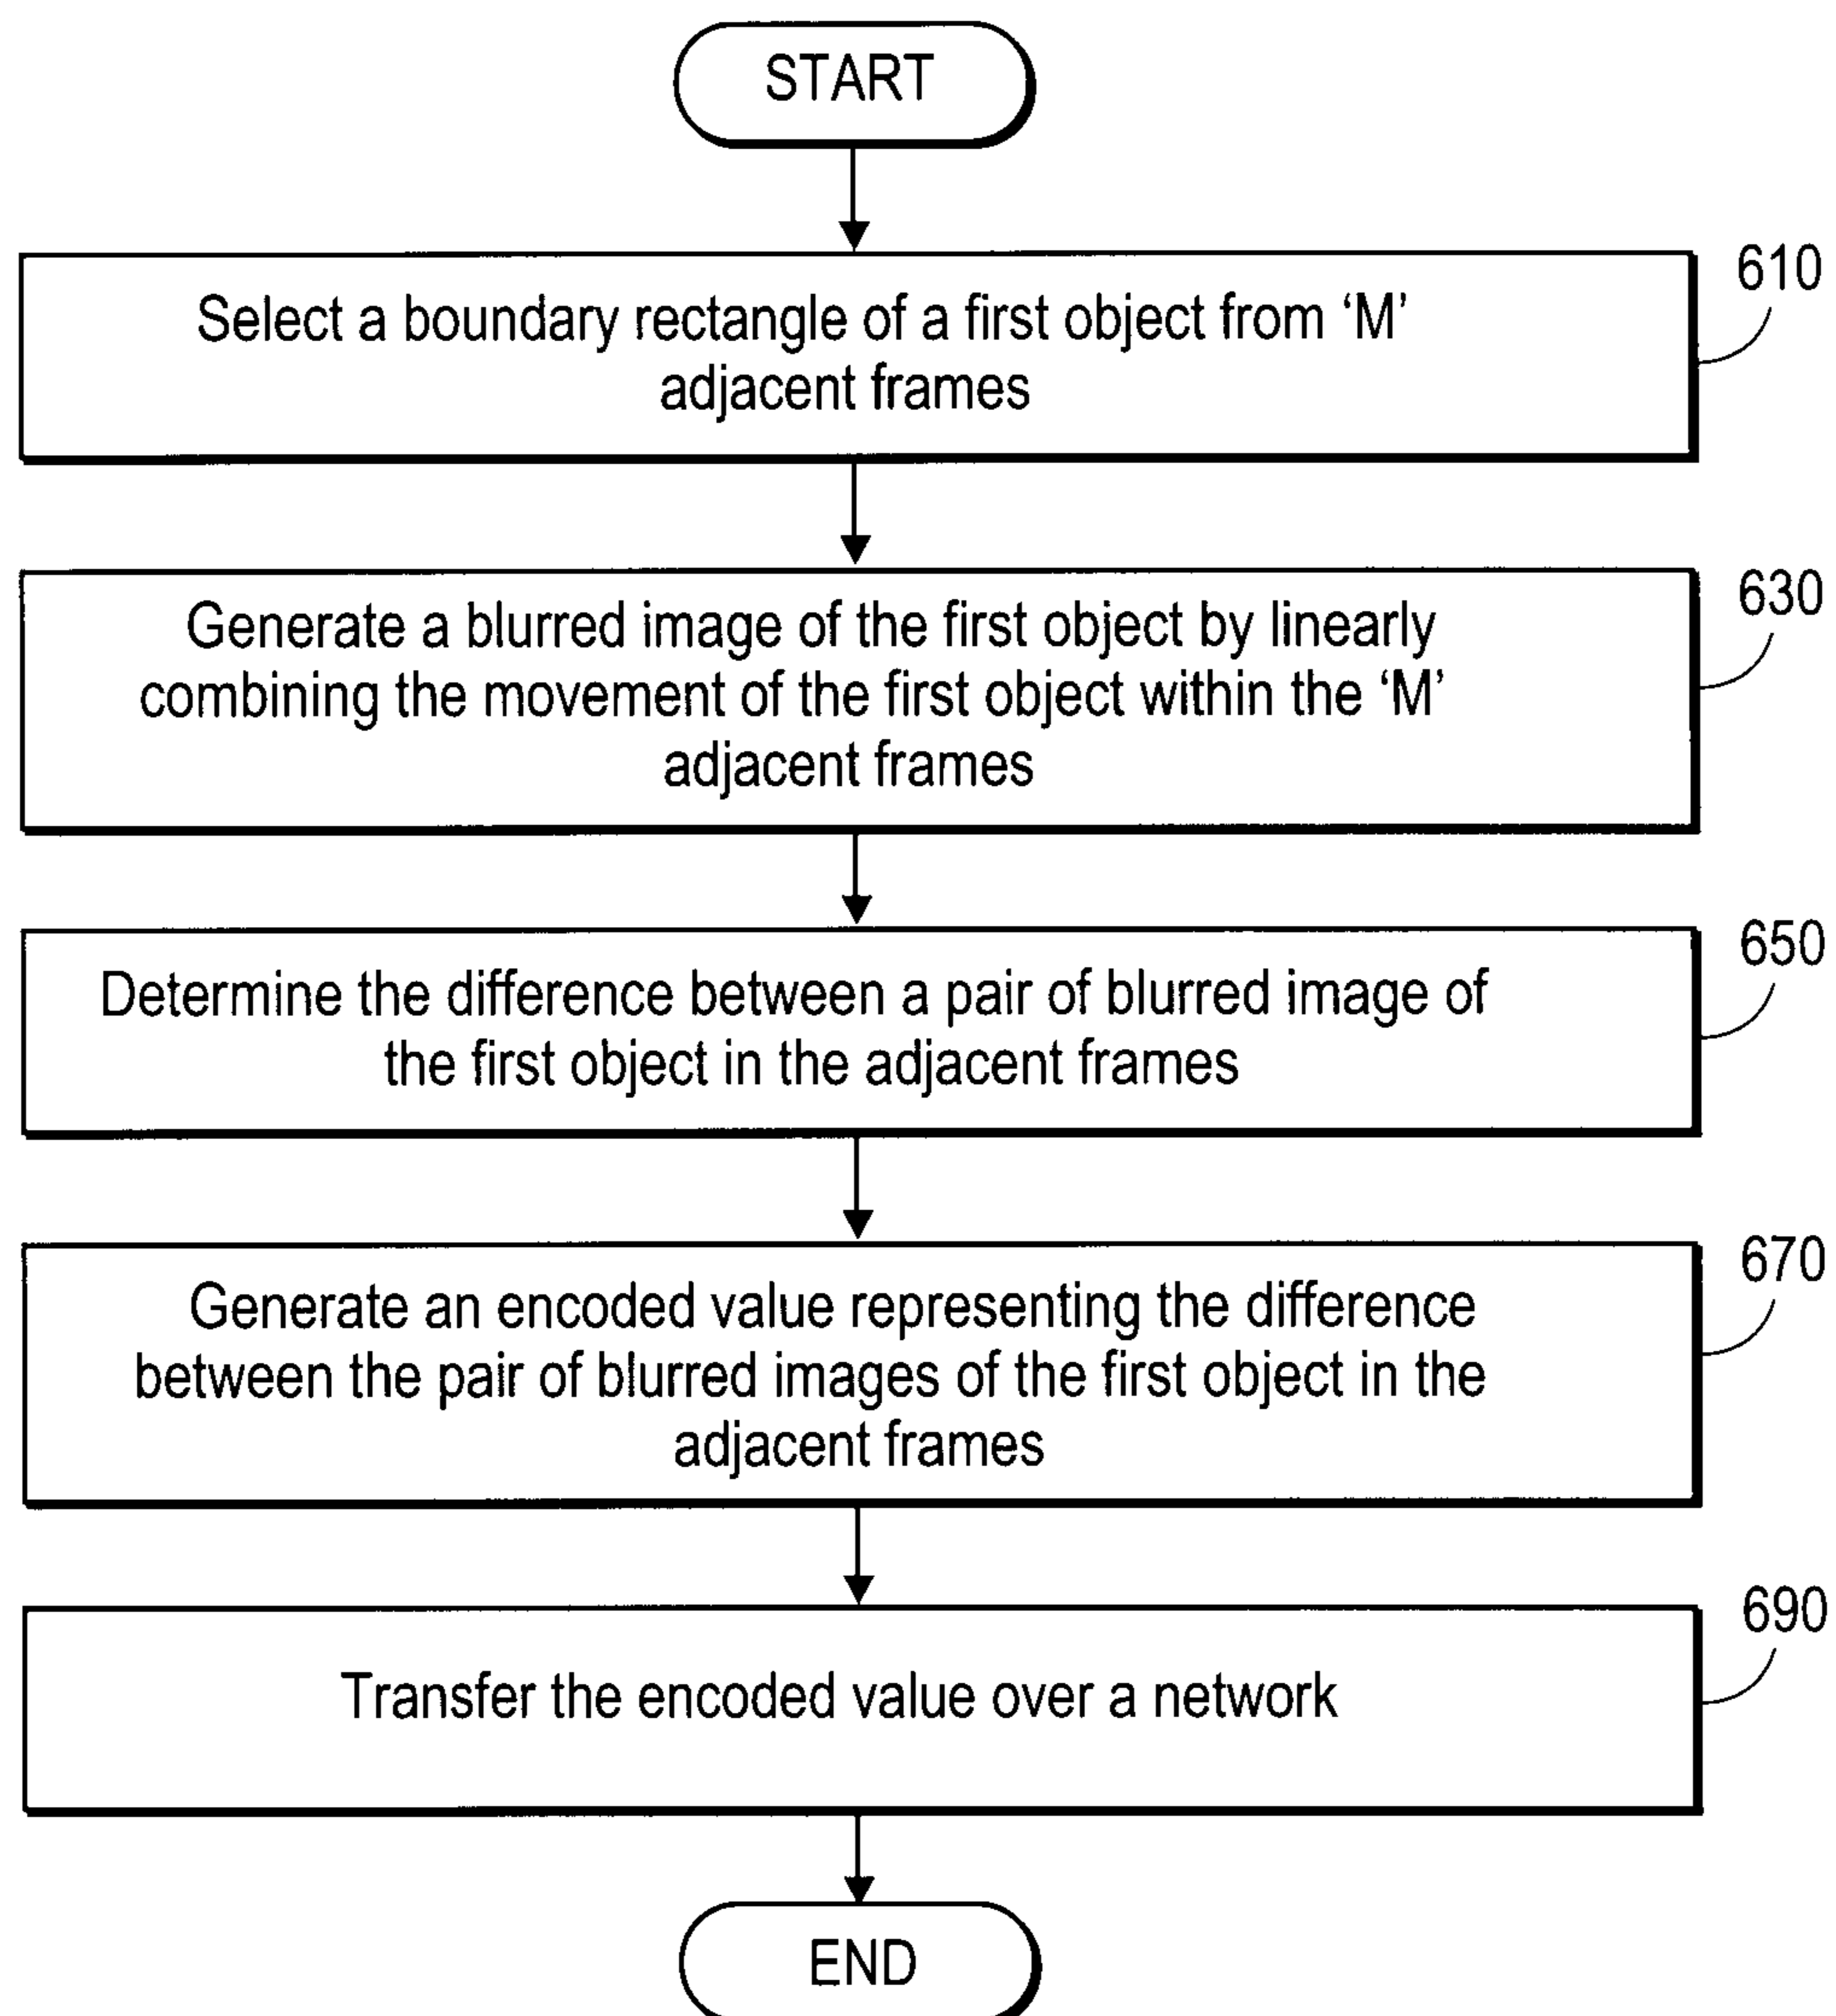 START
610
Select a boundary rectangle of a first object from ‘M’
adjacent frames
630
Generate a blurred image of the first object by linearly
combining the movement of the first object within the ‘M’
adjacent frames
650
Determine the difference between a pair of blurred image of
the first object in the adjacent frames
670
Generate an encoded value representing the difference
between the pair of blurred images of the first object in the
adjacent frames
690
Transfer the encoded value over a network
END